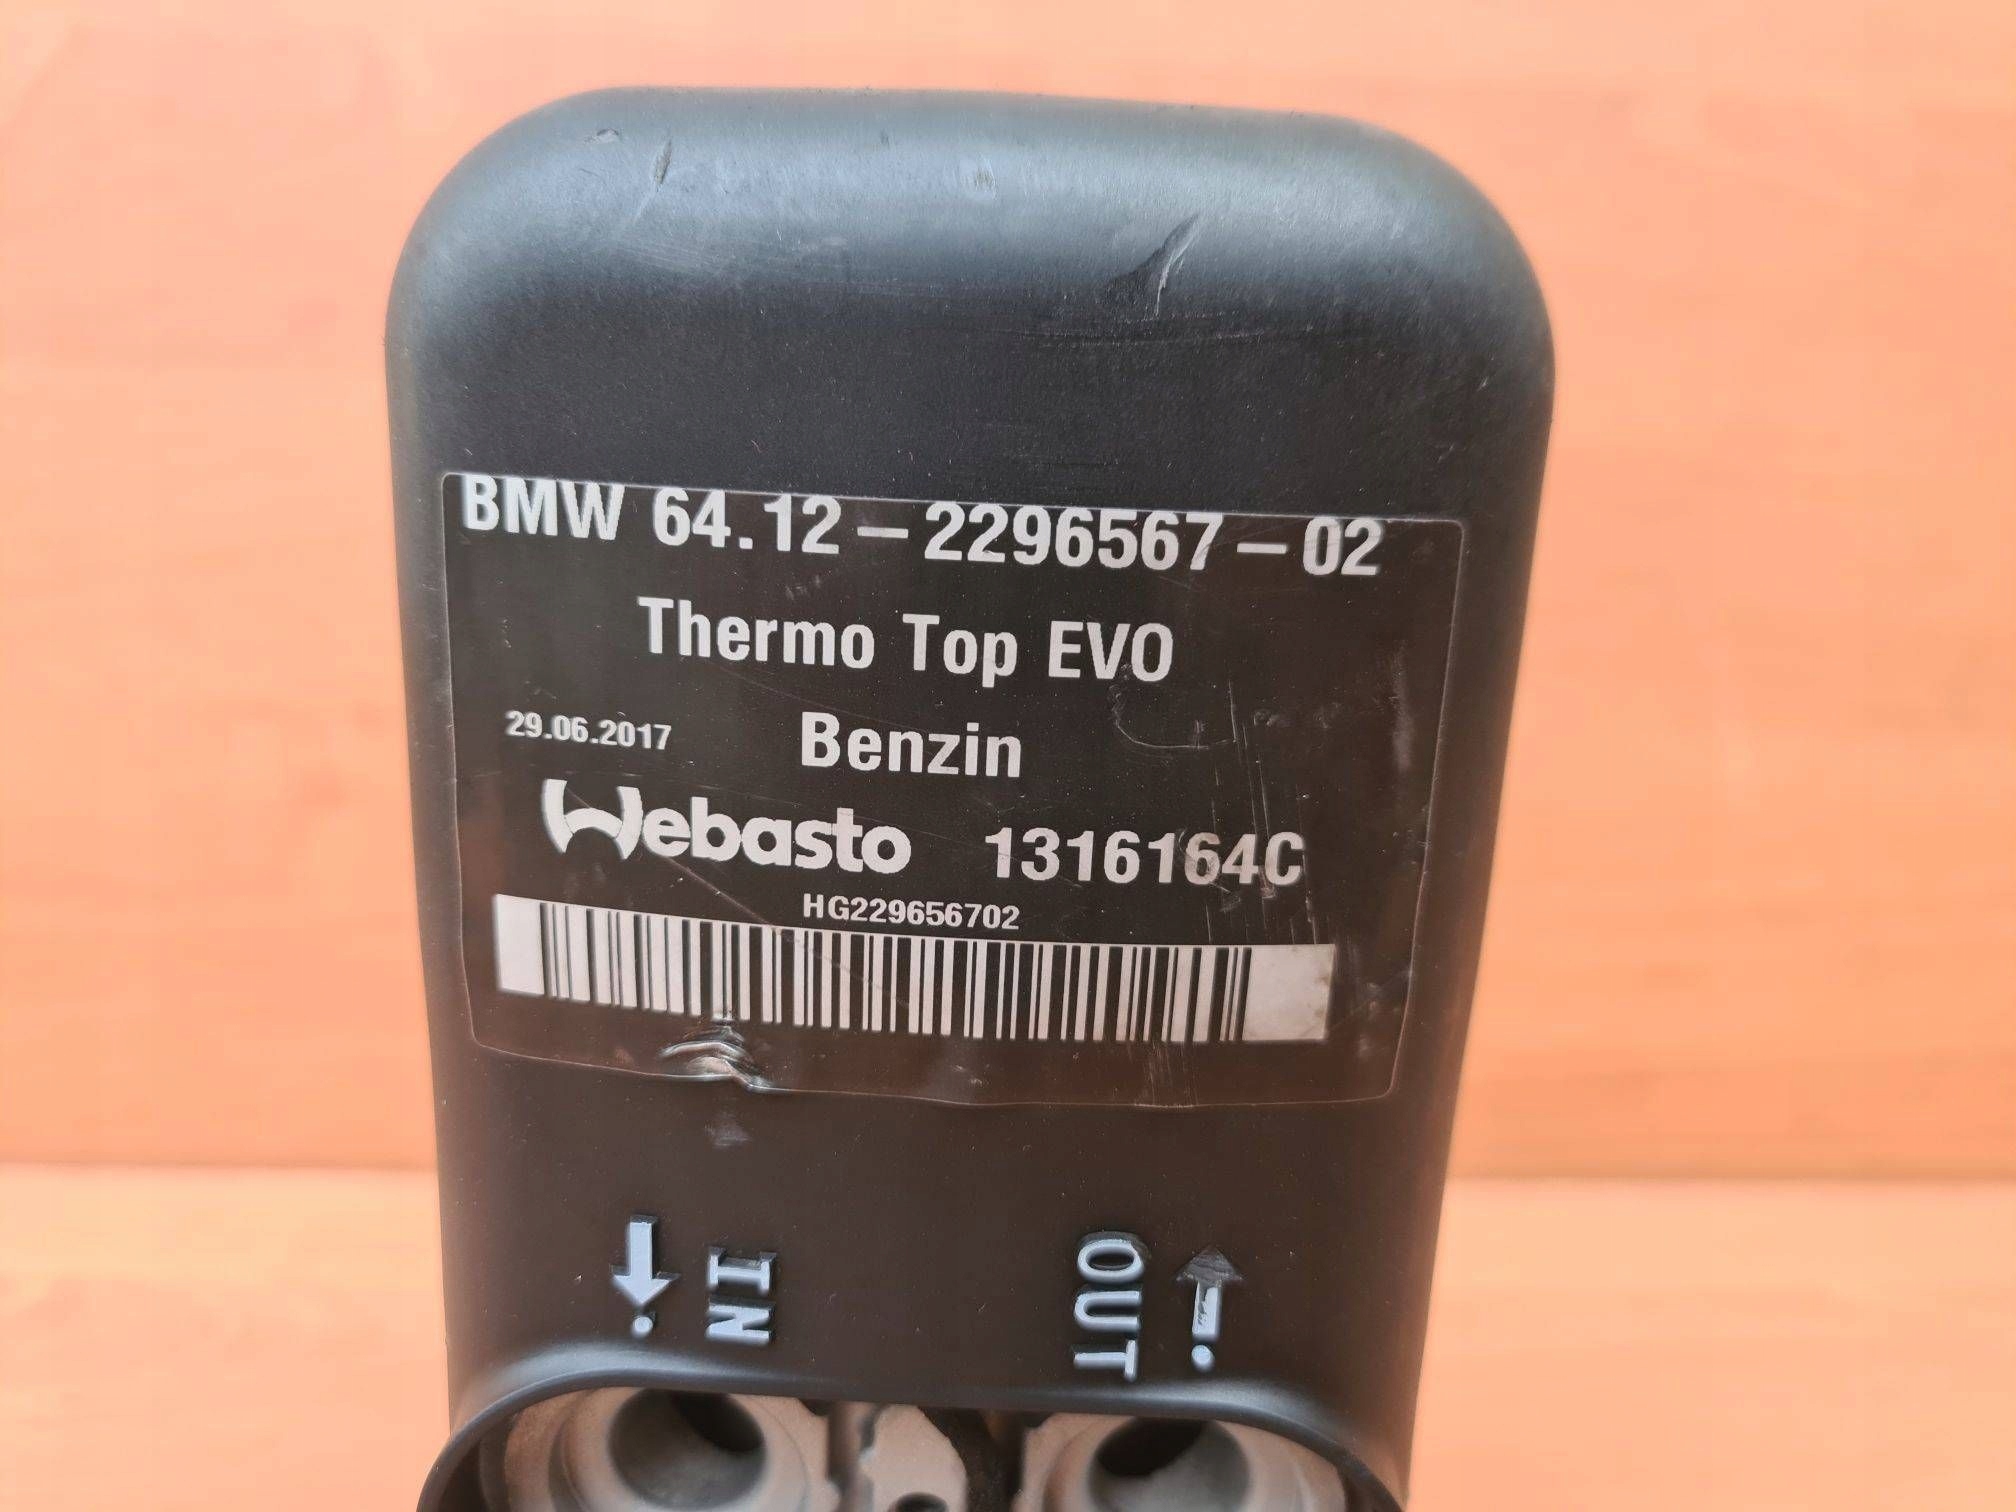 BMW 64.12-2296567-02
Thermo Top EVO
29.06.2017 Benzin
Webasto 1316164C
HG229656702
IN OUT